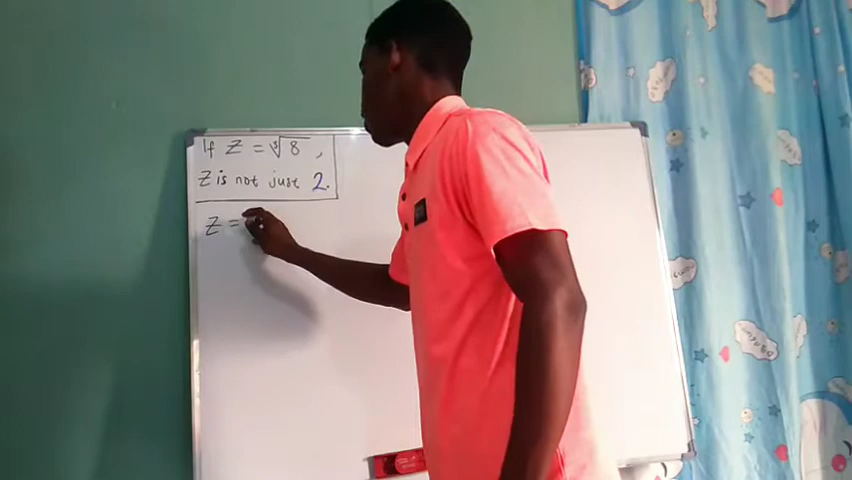 If Z = ∛8 ,
Z is not just 2.
Z =